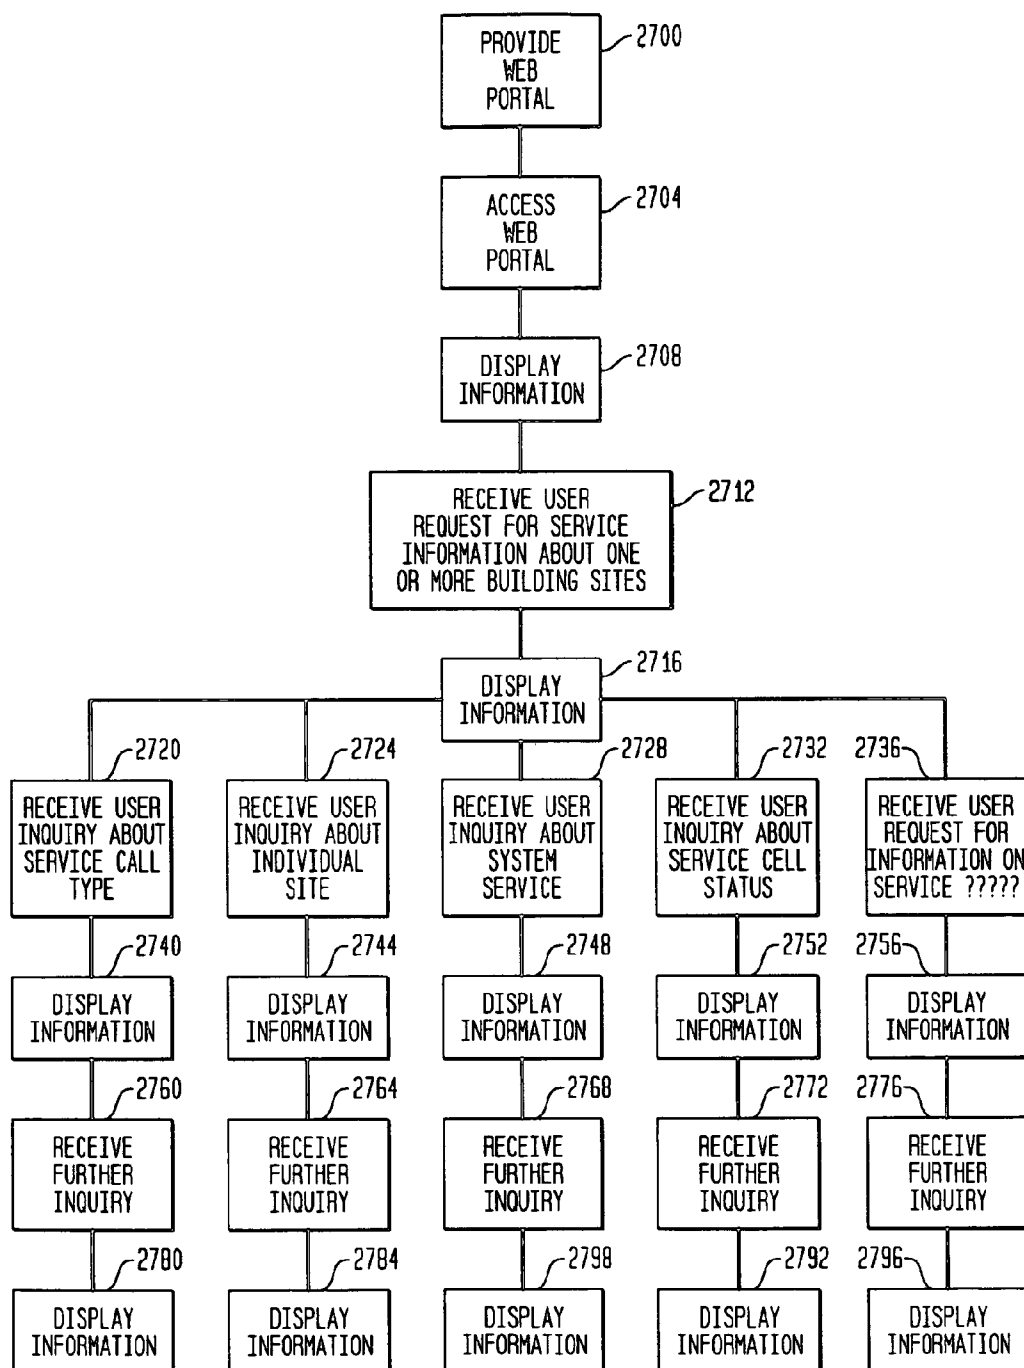 PROVIDE
WEB
PORTAL
2700
ACCESS
WEB
PORTAL
2704
DISPLAY
INFORMATION
2708
RECEIVE USER
REQUEST FOR SERVICE
INFORMATION ABOUT ONE
OR MORE BUILDING SITES
2712
DISPLAY
INFORMATION
2716
2720
RECEIVE USER
INQUIRY ABOUT
SERVICE CALL
TYPE
2724
RECEIVE USER
INQUIRY ABOUT
INDIVIDUAL
SITE
2728
RECEIVE USER
INQUIRY ABOUT
SYSTEM
SERVICE
2732
RECEIVE USER
INQUIRY ABOUT
SERVICE CELL
STATUS
2736
RECEIVE USER
REQUEST FOR
INFORMATION ON
SERVICE ?????
2740
DISPLAY
INFORMATION
2744
DISPLAY
INFORMATION
2748
DISPLAY
INFORMATION
2752
DISPLAY
INFORMATION
2756
DISPLAY
INFORMATION
2760
RECEIVE
FURTHER
INQUIRY
2764
RECEIVE
FURTHER
INQUIRY
2768
RECEIVE
FURTHER
INQUIRY
2772
RECEIVE
FURTHER
INQUIRY
2776
RECEIVE
FURTHER
INQUIRY
2780
DISPLAY
INFORMATION
2784
DISPLAY
INFORMATION
2798
DISPLAY
INFORMATION
2792
DISPLAY
INFORMATION
2796
DISPLAY
INFORMATION